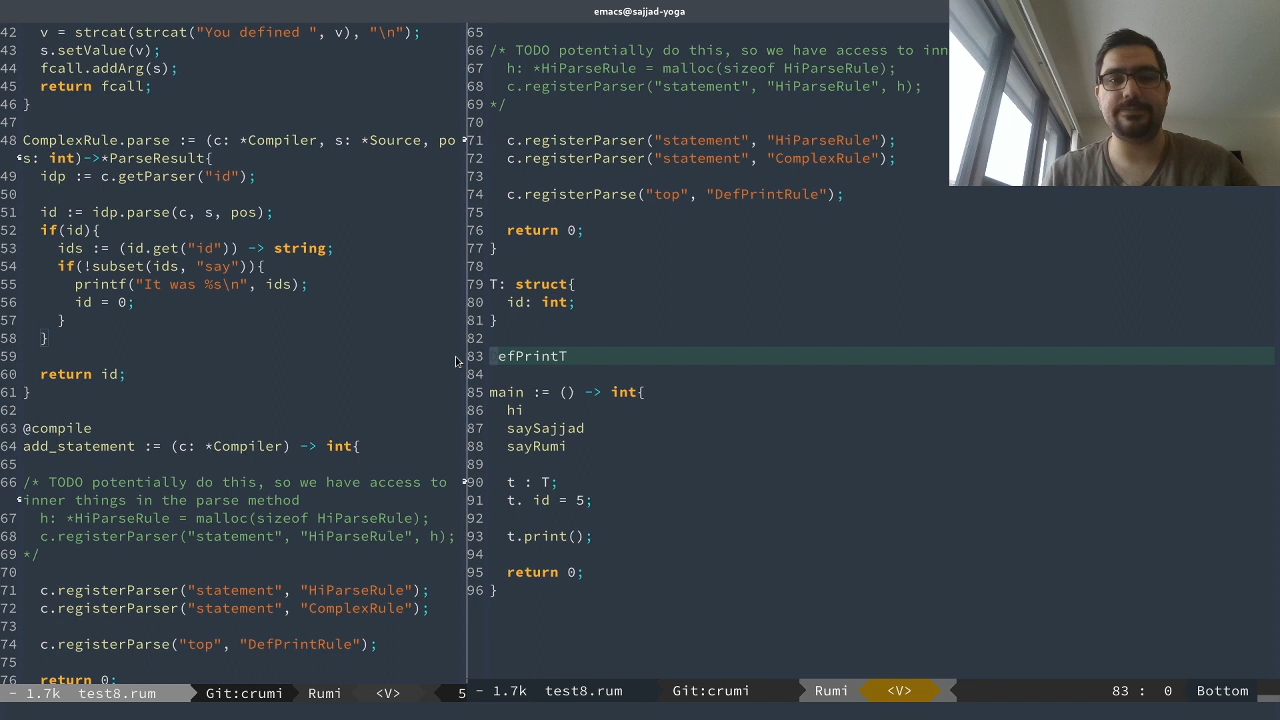 emacs@sajjad-yoga
42 v = strcat(strcat("You defined ", v), "\n");
43 s.setValue(v);
44 fcall.addArg(s);
45 return fcall;
46 }
47
48 ComplexRule.parse := (c: *Compiler, s: *Source, po
s: int)->*ParseResult{
49 idp := c.getParser("id");
50
51 id := idp.parse(c, s, pos);
52 if(id){
53 ids := (id.get("id")) -> string;
54 if(!subset(ids, "say")){
55 printf("It was %s\n", ids);
56 id = 0;
57 }
58 }
59
60 return id;
61 }
62
63 @compile
64 add_statement := (c: *Compiler) -> int{
65
66 /* TODO potentially do this, so we have access to
inner things in the parse method
67 h: *HiParseRule = malloc(sizeof HiParseRule);
68 c.registerParser("statement", "HiParseRule", h);
69 */
70
71 c.registerParser("statement", "HiParseRule");
72 c.registerParser("statement", "ComplexRule");
73
74 c.registerParse("top", "DefPrintRule");
75
76 return 0;
- 1.7k test8.rum Git:crumi Rumi <V> 5
65
66 /* TODO potentially do this, so we have access to inn
67 h: *HiParseRule = malloc(sizeof HiParseRule);
68 c.registerParser("statement", "HiParseRule", h);
69 */
70
71 c.registerParser("statement", "HiParseRule");
72 c.registerParser("statement", "ComplexRule");
73
74 c.registerParse("top", "DefPrintRule");
75
76 return 0;
77 }
78
79 T: struct{
80 id: int;
81 }
82
83 efPrintT
84
85 main := () -> int{
86 hi
87 saySajjad
88 sayRumi
89
90 t : T;
91 t. id = 5;
92
93 t.print();
94
95 return 0;
96 }
- 1.7k test8.rum Git:crumi Rumi <V> 83 : 0 Bottom